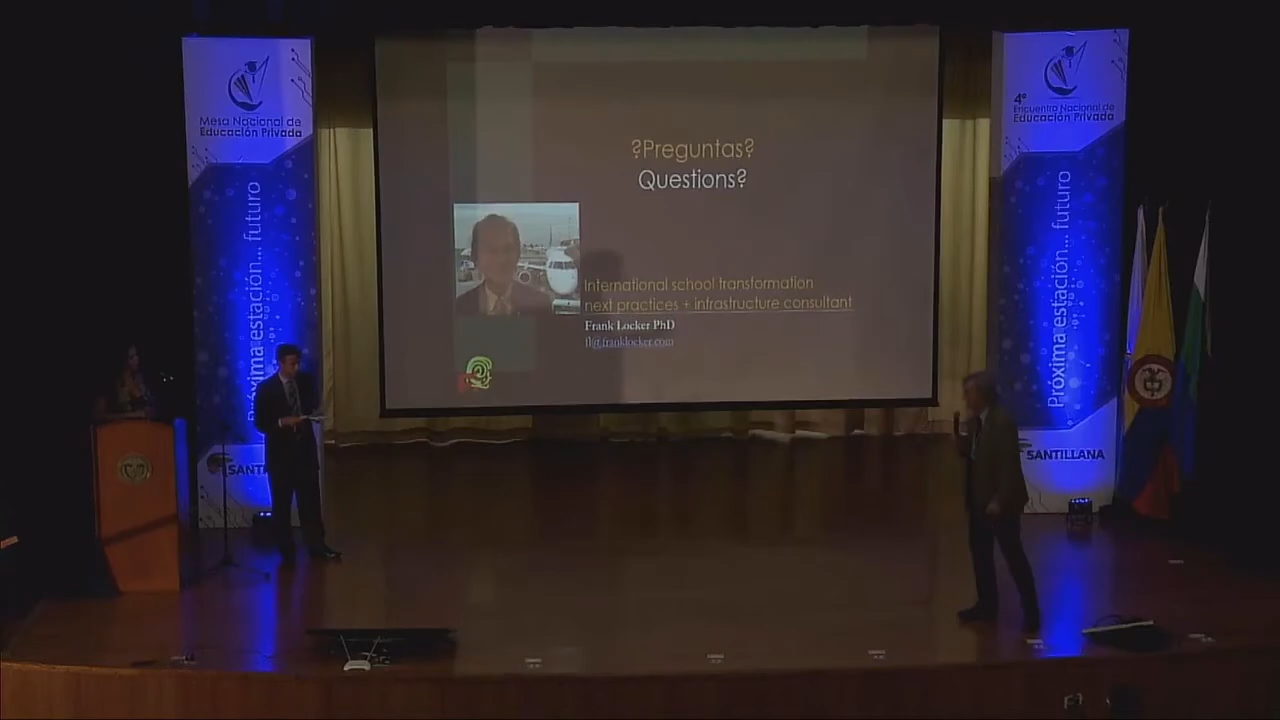 Mesa Nacional de
Educación Privada
Próxima estación... futuro
SANTI
?Preguntas?
Questions?
International school transformation
next practices + infrastructure consultant
Frank Locker PhD
fl@franklocker.com
4º
Encuentro Nacional de
Educación Privada
Próxima estación... futuro
SANTILLANA